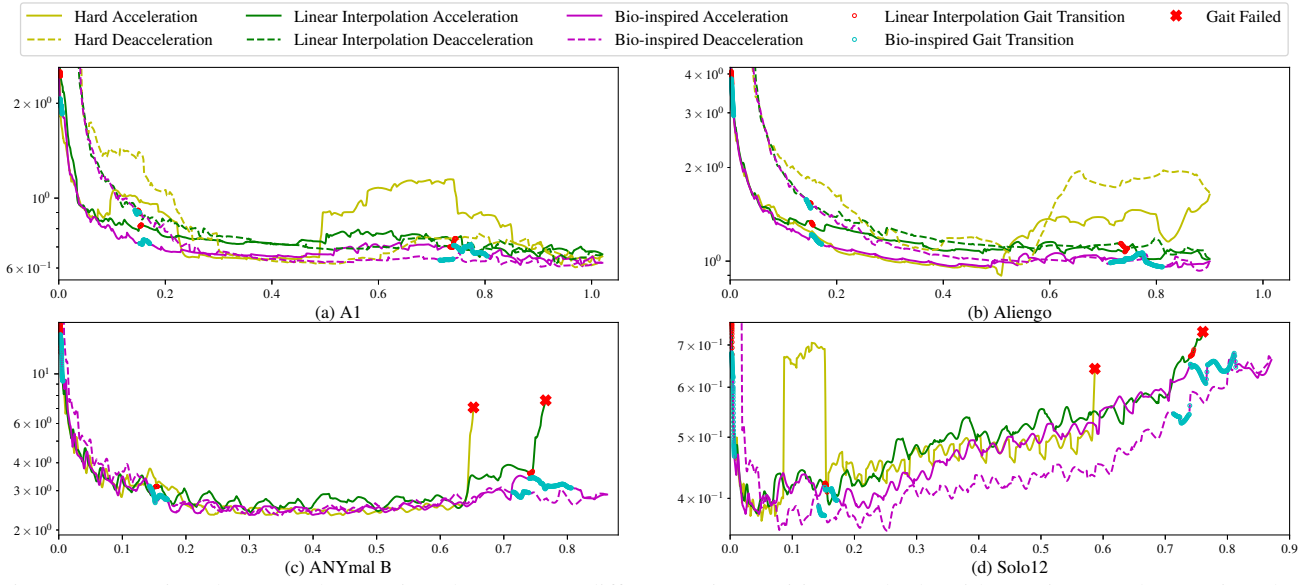 Hard Acceleration
Hard Deacceleration
Linear Interpolation Acceleration
Linear Interpolation Deacceleration
Bio-inspired Acceleration
Bio-inspired Deacceleration
Linear Interpolation Gait Transition
Bio-inspired Gait Transition
Gait Failed
2 × 10⁰
10⁰
6 × 10⁻¹
0.0 0.2 0.4 0.6 0.8 1.0
(a) A1
4 × 10⁰
3 × 10⁰
2 × 10⁰
10⁰
0.0 0.2 0.4 0.6 0.8 1.0
(b) Aliengo
10¹
6 × 10⁰
4 × 10⁰
3 × 10⁰
2 × 10⁰
0.0 0.1 0.2 0.3 0.4 0.5 0.6 0.7 0.8
(c) ANYmal B
7 × 10⁻¹
6 × 10⁻¹
5 × 10⁻¹
4 × 10⁻¹
0.0 0.1 0.2 0.3 0.4 0.5 0.6 0.7 0.8 0.9
(d) Solo12